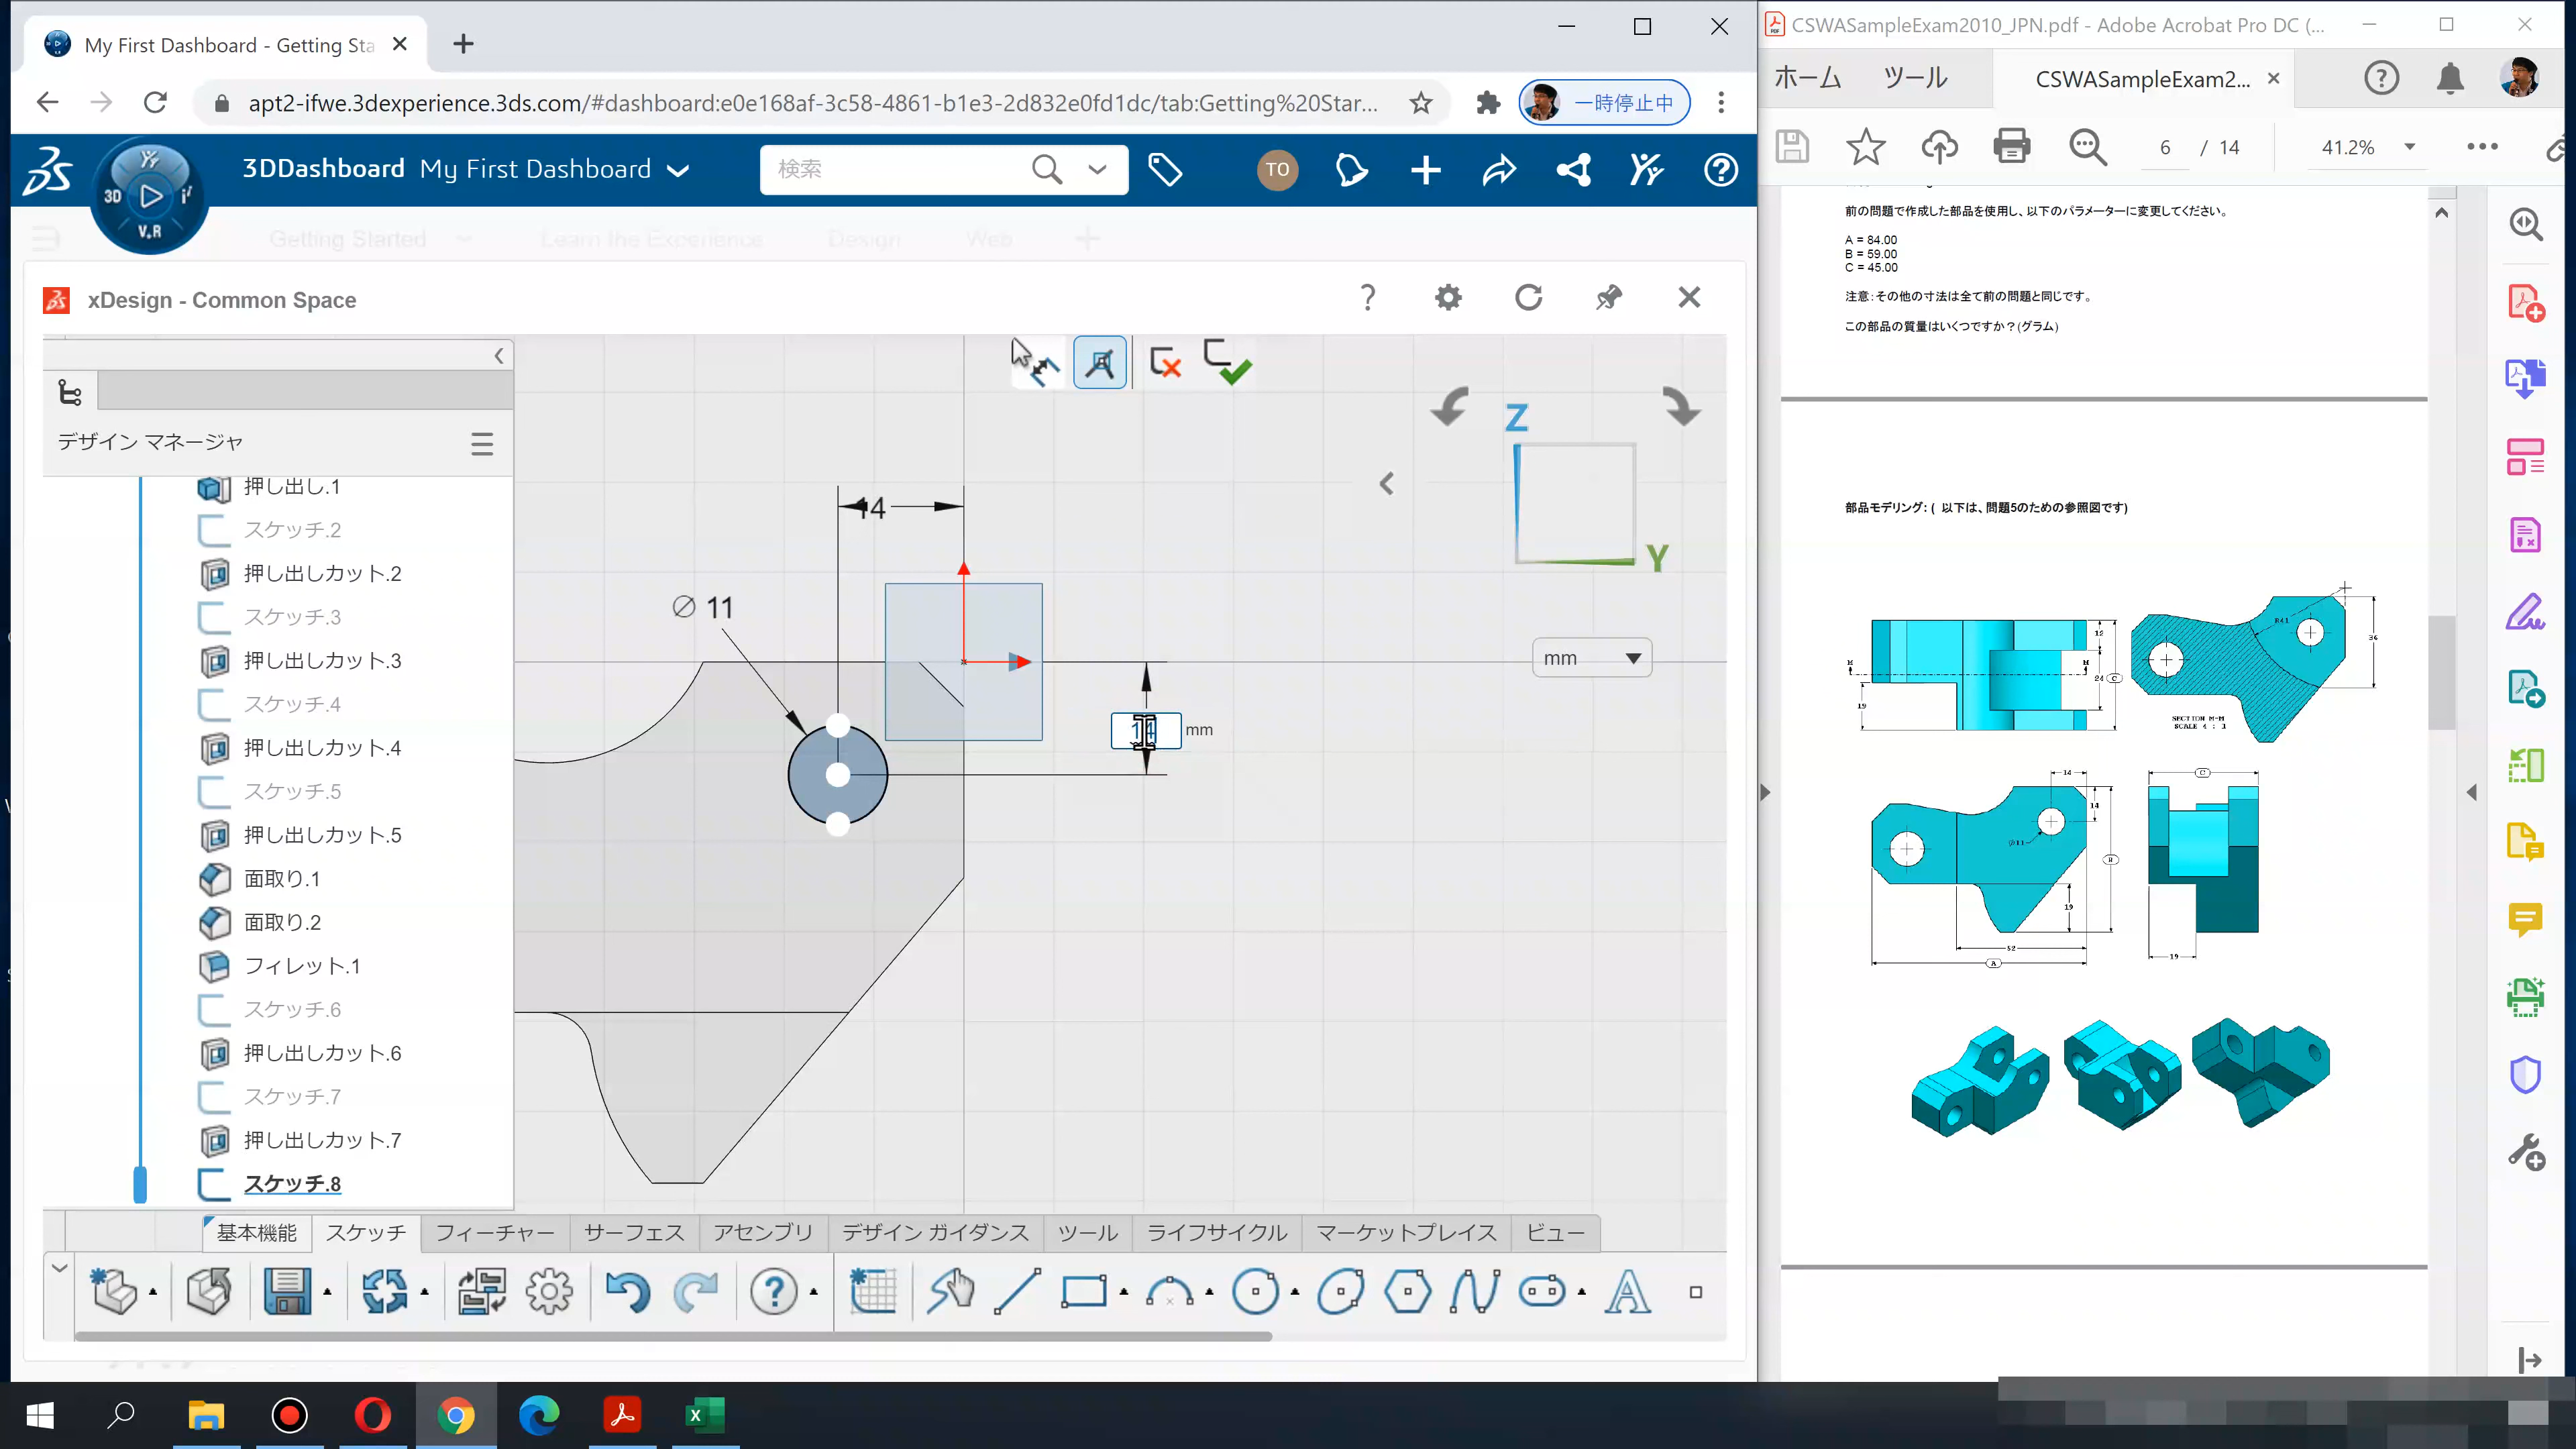 My First Dashboard - Getting Sta
apt2-ifwe.3dexperience.3ds.com/#dashboard:e0e168af-3c58-4861-b1e3-2d832e0fd1dc/tab:Getting%20Star...
一時停止中
3D
V.R
3DDashboard My First Dashboard
検索
TO
Getting Started
Learn the Experience
Design
Web
xDesign - Common Space
デザイン マネージャ
押し出し.1
スケッチ.2
押し出しカット.2
スケッチ.3
押し出しカット.3
スケッチ.4
押し出しカット.4
スケッチ.5
押し出しカット.5
面取り.1
面取り.2
フィレット.1
スケッチ.6
押し出しカット.6
スケッチ.7
押し出しカット.7
スケッチ.8
14
∅ 11
14 mm
Z
Y
mm
基本機能
スケッチ
フィーチャー
サーフェス
アセンブリ
デザイン ガイダンス
ツール
ライフサイクル
マーケットプレイス
ビュー
CSWASampleExam2010_JPN.pdf - Adobe Acrobat Pro DC (...
ホーム
ツール
CSWASampleExam2...
6 / 14
41.2%
前の問題で作成した部品を使用し、以下のパラメーターに変更してください。
A = 84.00
B = 59.00
C = 45.00
注意：その他の寸法は全て前の問題と同じです。
この部品の質量はいくつですか？(グラム)
部品モデリング: ( 以下は、問題5のための参照図です)
12
24
C
19
M
M
R41
36
SECTION M-M
SCALE 4 : 1
14
14
∅11
B
19
52
A
C
19